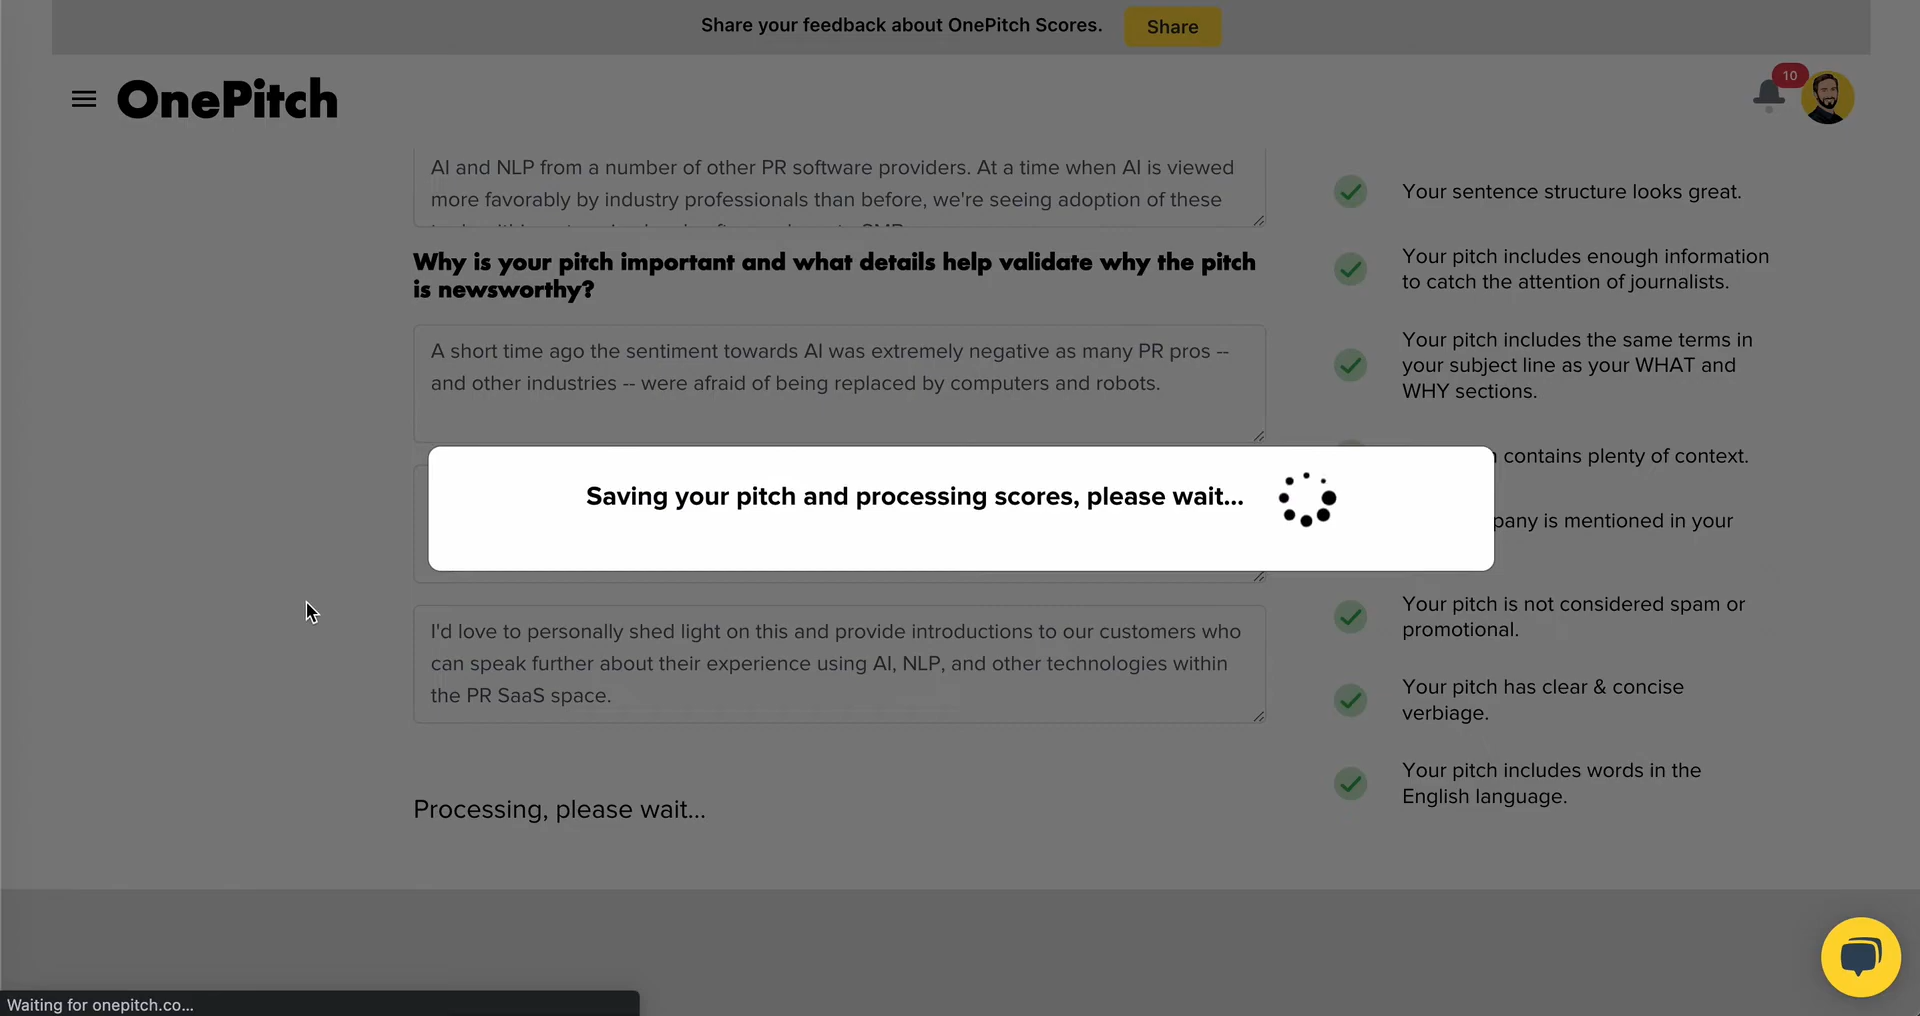 Share your feedback about OnePitch Scores.
Share
OnePitch
10
AI and NLP from a number of other PR software providers. At a time when AI is viewed
more favorably by industry professionals than before, we're seeing adoption of these
Why is your pitch important and what details help validate why the pitch
is newsworthy?
A short time ago the sentiment towards AI was extremely negative as many PR pros --
and other industries -- were afraid of being replaced by computers and robots.
Saving your pitch and processing scores, please wait...
I'd love to personally shed light on this and provide introductions to our customers who
can speak further about their experience using AI, NLP, and other technologies within
the PR SaaS space.
Processing, please wait...
Your sentence structure looks great.
Your pitch includes enough information
to catch the attention of journalists.
Your pitch includes the same terms in
your subject line as your WHAT and
WHY sections.
contains plenty of context.
is mentioned in your
Your pitch is not considered spam or
promotional.
Your pitch has clear & concise
verbiage.
Your pitch includes words in the
English language.
Waiting for onepitch.co...